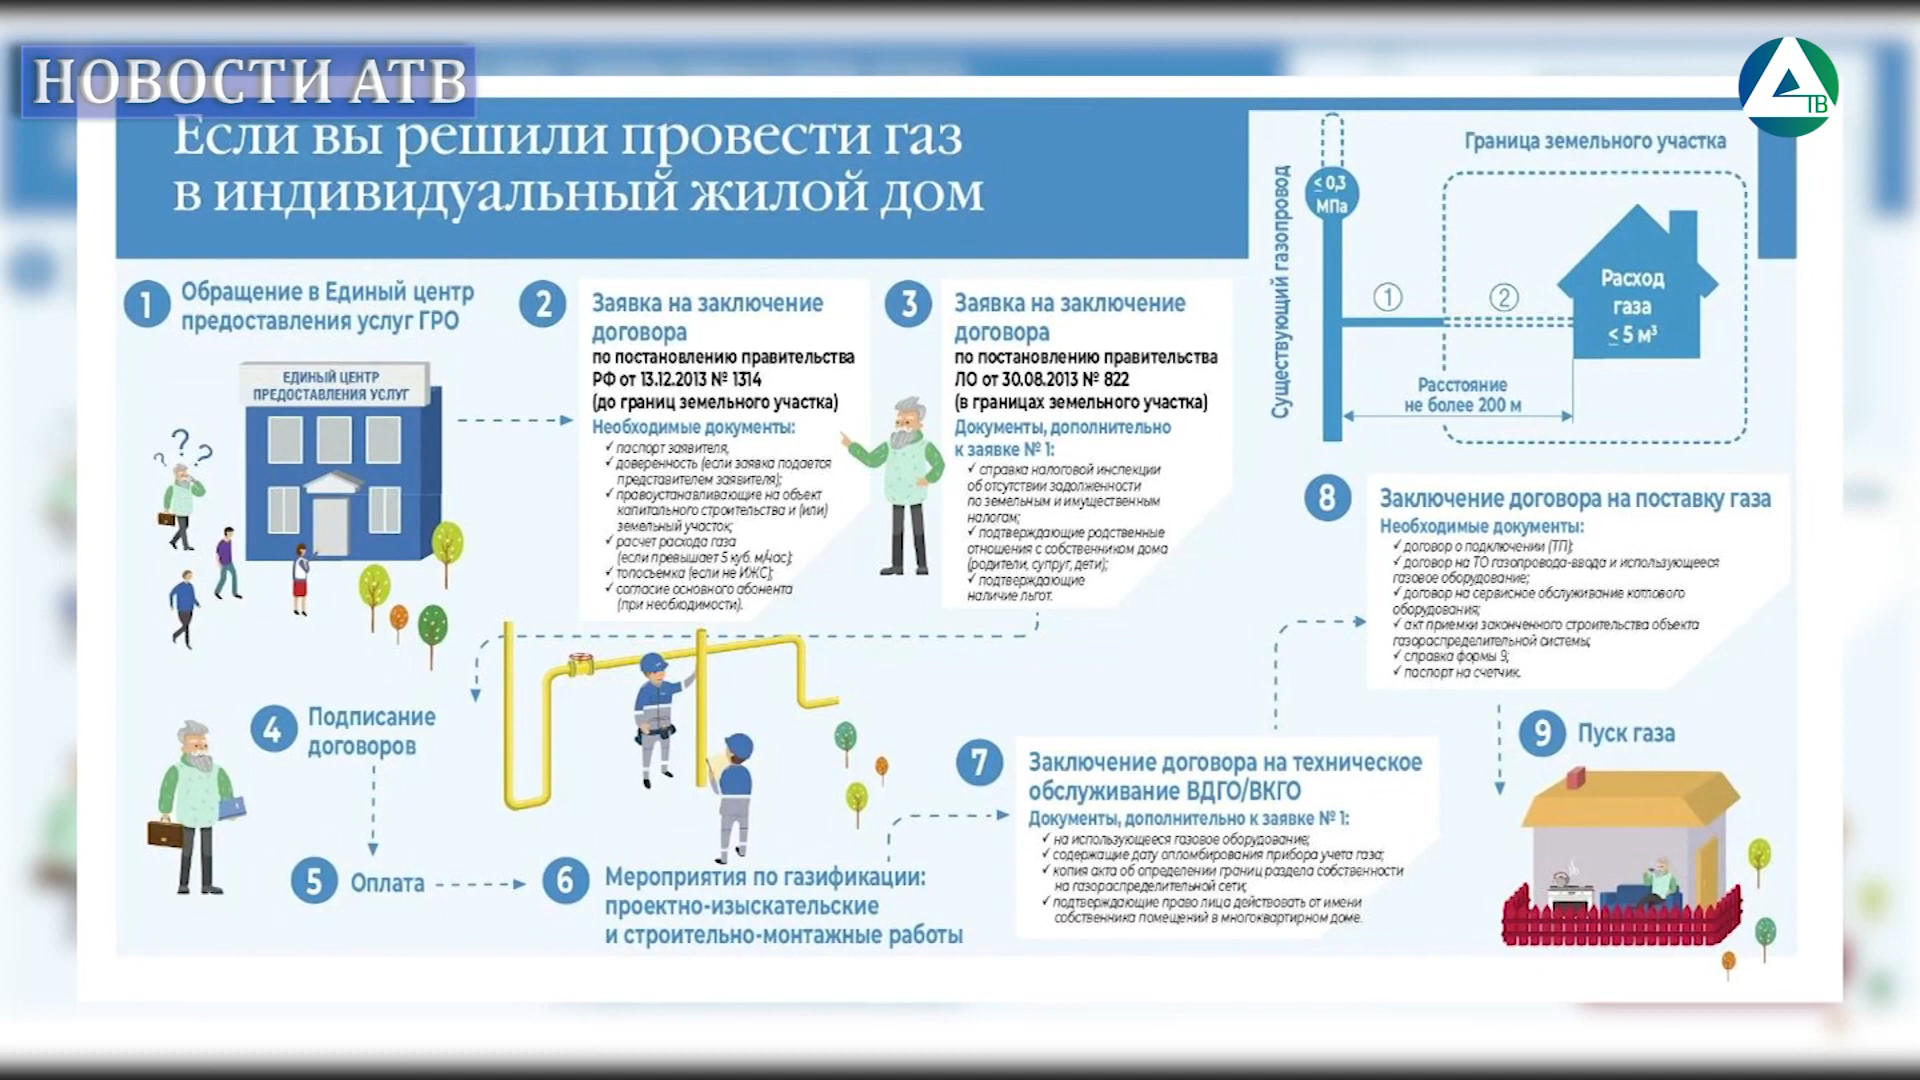 НОВОСТИ АТВ
ТВ
Если вы решили провести газ
в индивидуальный жилой дом
Граница земельного участка
Существующий газопровод
≤ 0,3
МПа
1
2
Расход
газа
≤ 5 м³
Расстояние
не более 200 м
1
Обращение в Единый центр
предоставления услуг ГРО
ЕДИНЫЙ ЦЕНТР
ПРЕДОСТАВЛЕНИЯ УСЛУГ
? ? ?
2
Заявка на заключение
договора
по постановлению правительства
РФ от 13.12.2013 № 1314
(до границ земельного участка)
Необходимые документы:
✓ паспорт заявителя,
✓ доверенность (если заявка подается
представителем заявителя);
✓ правоустанавливающие на объект
капитального строительства и (или)
земельный участок;
✓ расчет расхода газа
(если превышает 5 куб. м/час);
✓ топосъемка (если не ИЖС);
✓ согласие основного абонента
(при необходимости).
3
Заявка на заключение
договора
по постановлению правительства
ЛО от 30.08.2013 № 822
(в границах земельного участка)
Документы, дополнительно
к заявке № 1:
✓ справка налоговой инспекции
об отсутствии задолженности
по земельным и имущественным
налогам;
✓ подтверждающие родственные
отношения с собственником дома
(родители, супруг, дети);
✓ подтверждающие
наличие льгот.
4
Подписание
договоров
5
Оплата
6
Мероприятия по газификации:
проектно-изыскательские
и строительно-монтажные работы
7
Заключение договора на техническое
обслуживание ВДГО/ВКГО
Документы, дополнительно к заявке № 1:
✓ на использующееся газовое оборудование;
✓ содержащие дату опломбирования прибора учета газа;
✓ копия акта об определении границ раздела собственности
на газораспределительной сети;
✓ подтверждающие право лица действовать от имени
собственника помещений в многоквартирном доме.
8
Заключение договора на поставку газа
Необходимые документы:
✓ договор о подключении (ТП);
✓ договор на ТО газопровода-ввода и использующееся
газовое оборудование;
✓ договор на сервисное обслуживание котлового
оборудования;
✓ акт приемки законченного строительства объекта
газораспределительной системы;
✓ справка формы 9;
✓ паспорт на счетчик.
9
Пуск газа